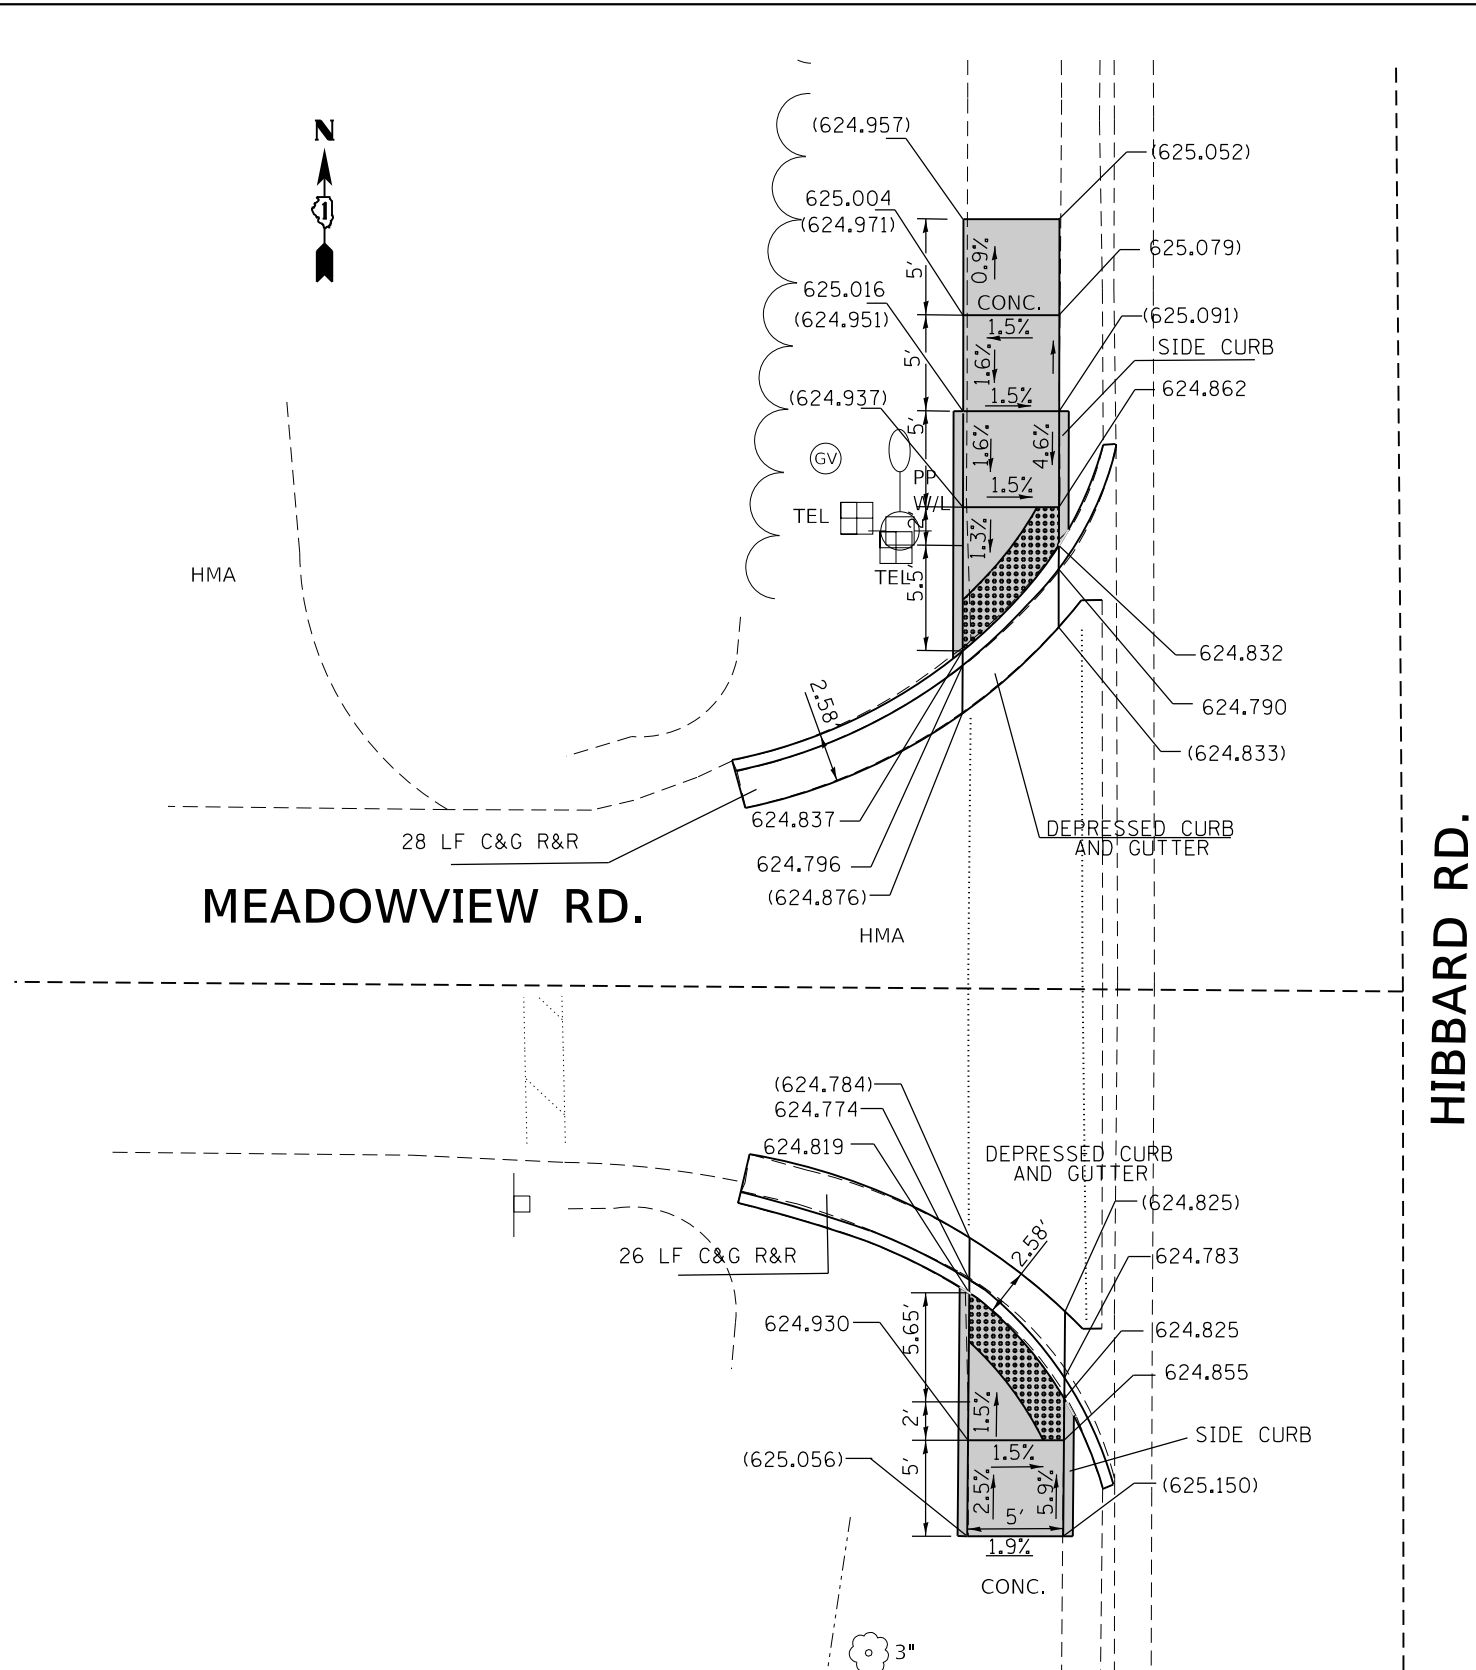 N
1
(624.957)
(625.052)
625.004
(624.971)
625.079)
0.9%
5'
CONC.
625.016
(624.951)
(625.091)
1.5%
1.6%
5'
SIDE CURB
1.5%
(624.937)
624.862
5'
1.6%
4.6%
GV
PP
W/L
1.5%
TEL
2'
1.3%
TEL
5.5'
HMA
624.832
624.790
(624.833)
2.58'
624.837
624.796
(624.876)
28 LF C&G R&R
DEPRESSED CURB
AND GUTTER
MEADOWVIEW RD.
HMA
HIBBARD RD.
(624.784)
624.774
624.819
DEPRESSED CURB
AND GUTTER
(624.825)
2.58'
26 LF C&G R&R
624.783
624.930
5.65'
624.825
624.855
1.5%
2'
SIDE CURB
(625.056)
1.5%
5'
2.5%
5.9%
(625.150)
5'
1.9%
CONC.
3"